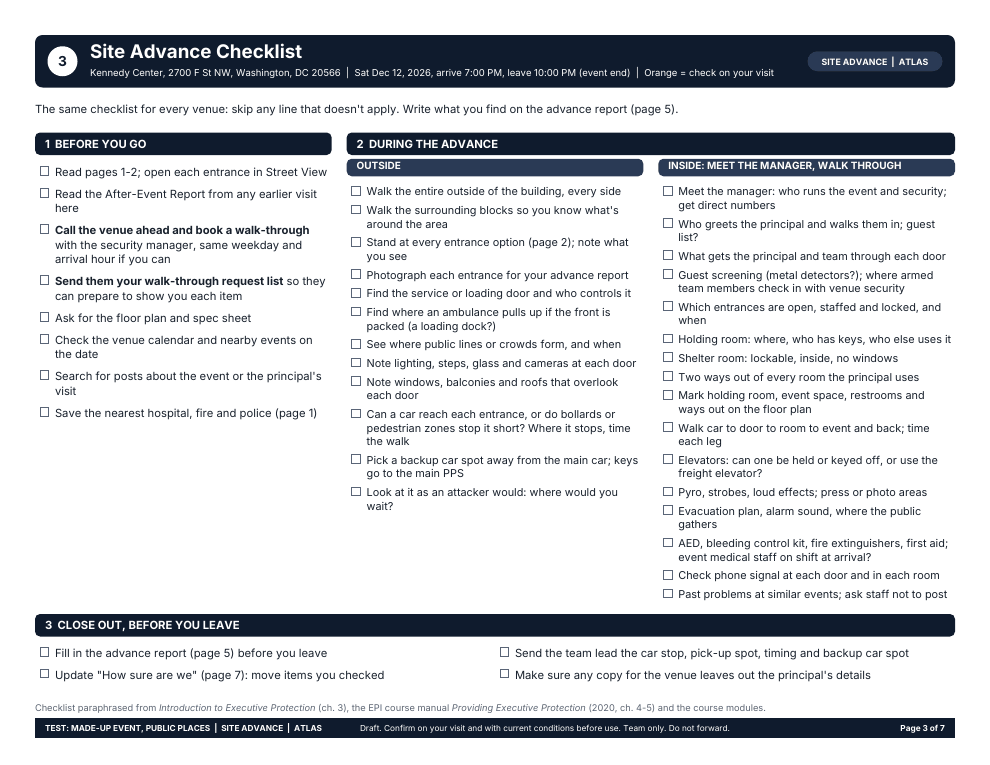 3
Site Advance Checklist
Kennedy Center, 2700 F St NW, Washington, DC 20566 | Sat Dec 12, 2026, arrive 7:00 PM, leave 10:00 PM (event end) | Orange = check on your visit
SITE ADVANCE | ATLAS
The same checklist for every venue: skip any line that doesn't apply. Write what you find on the advance report (page 5).
1 BEFORE YOU GO
Read pages 1-2; open each entrance in Street View
Read the After-Event Report from any earlier visit
here
Call the venue ahead and book a walk-through
with the security manager, same weekday and
arrival hour if you can
Send them your walk-through request list so they
can prepare to show you each item
Ask for the floor plan and spec sheet
Check the venue calendar and nearby events on
the date
Search for posts about the event or the principal's
visit
Save the nearest hospital, fire and police (page 1)
2 DURING THE ADVANCE
OUTSIDE
Walk the entire outside of the building, every side
Walk the surrounding blocks so you know what's
around the area
Stand at every entrance option (page 2); note what
you see
Photograph each entrance for your advance report
Find the service or loading door and who controls it
Find where an ambulance pulls up if the front is
packed (a loading dock?)
See where public lines or crowds form, and when
Note lighting, steps, glass and cameras at each door
Note windows, balconies and roofs that overlook
each door
Can a car reach each entrance, or do bollards or
pedestrian zones stop it short? Where it stops, time
the walk
Pick a backup car spot away from the main car; keys
go to the main PPS
Look at it as an attacker would: where would you
wait?
INSIDE: MEET THE MANAGER, WALK THROUGH
Meet the manager: who runs the event and security;
get direct numbers
Who greets the principal and walks them in; guest
list?
What gets the principal and team through each door
Guest screening (metal detectors?); where armed
team members check in with venue security
Which entrances are open, staffed and locked, and
when
Holding room: where, who has keys, who else uses it
Shelter room: lockable, inside, no windows
Two ways out of every room the principal uses
Mark holding room, event space, restrooms and
ways out on the floor plan
Walk car to door to room to event and back; time
each leg
Elevators: can one be held or keyed off, or use the
freight elevator?
Pyro, strobes, loud effects; press or photo areas
Evacuation plan, alarm sound, where the public
gathers
AED, bleeding control kit, fire extinguishers, first aid;
event medical staff on shift at arrival?
Check phone signal at each door and in each room
Past problems at similar events; ask staff not to post
3 CLOSE OUT, BEFORE YOU LEAVE
Fill in the advance report (page 5) before you leave
Update "How sure are we" (page 7): move items you checked
Send the team lead the car stop, pick-up spot, timing and backup car spot
Make sure any copy for the venue leaves out the principal's details
Checklist paraphrased from Introduction to Executive Protection (ch. 3), the EPI course manual Providing Executive Protection (2020, ch. 4-5) and the course modules.
TEST: MADE-UP EVENT, PUBLIC PLACES | SITE ADVANCE | ATLAS
Draft. Confirm on your visit and with current conditions before use. Team only. Do not forward.
Page 3 of 7